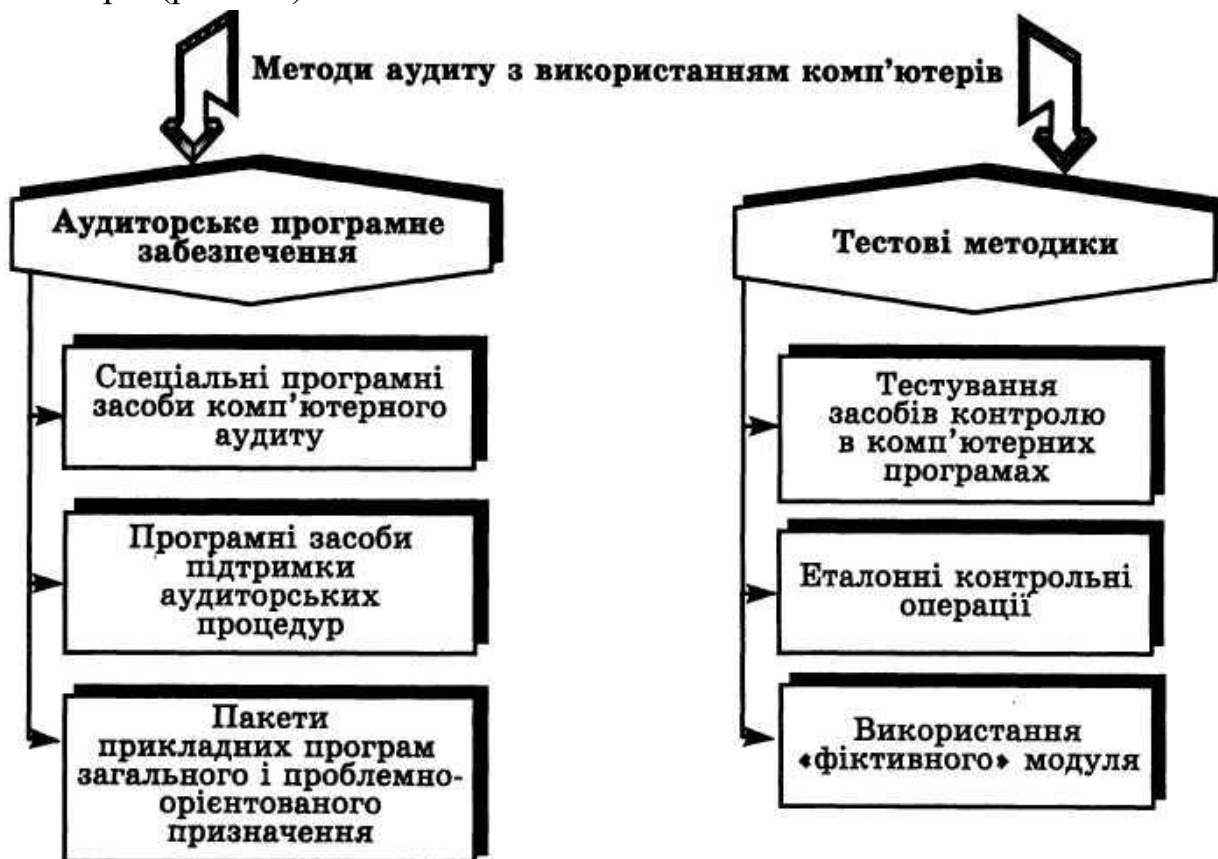 Методи аудиту з використанням комп’ютерів
Аудиторське програмне
забезпечення
Спеціальні програмні
засоби комп’ютерного
аудиту
Програмні засоби
підтримки
аудиторських
процедур
Пакети
прикладних програм
загального і проблемно-
орієнтованого
призначення
Тестові методики
Тестування
засобів контролю
в комп’ютерних
програмах
Еталонні контрольні
операції
Використання
«фіктивного» модуля